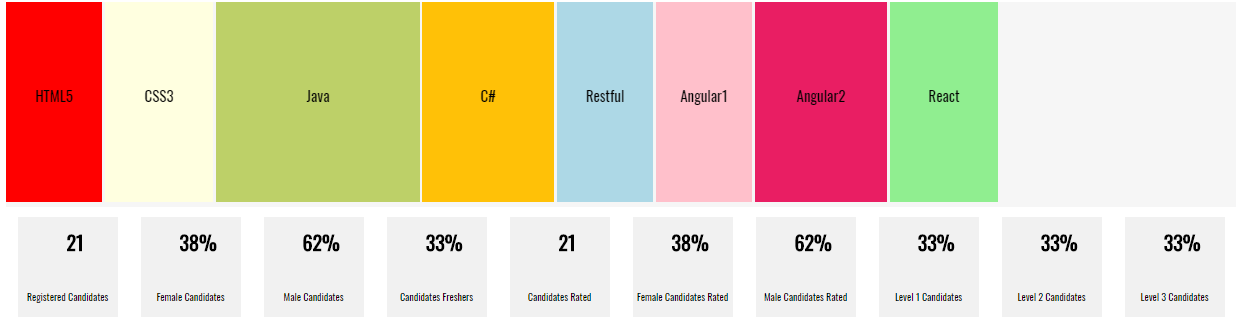 HTML5
CSS3
Java
C#
Restful
Angular1
Angular2
React
21
38%
62%
33%
21
38%
62%
33%
33%
33%
Registered Candidates
Female Candidates
Male Candidates
Candidates Freshers
Candidates Rated
Female Candidates Rated
Male Candidates Rated
Level 1 Candidates
Level 2 Candidates
Level 3 Candidates